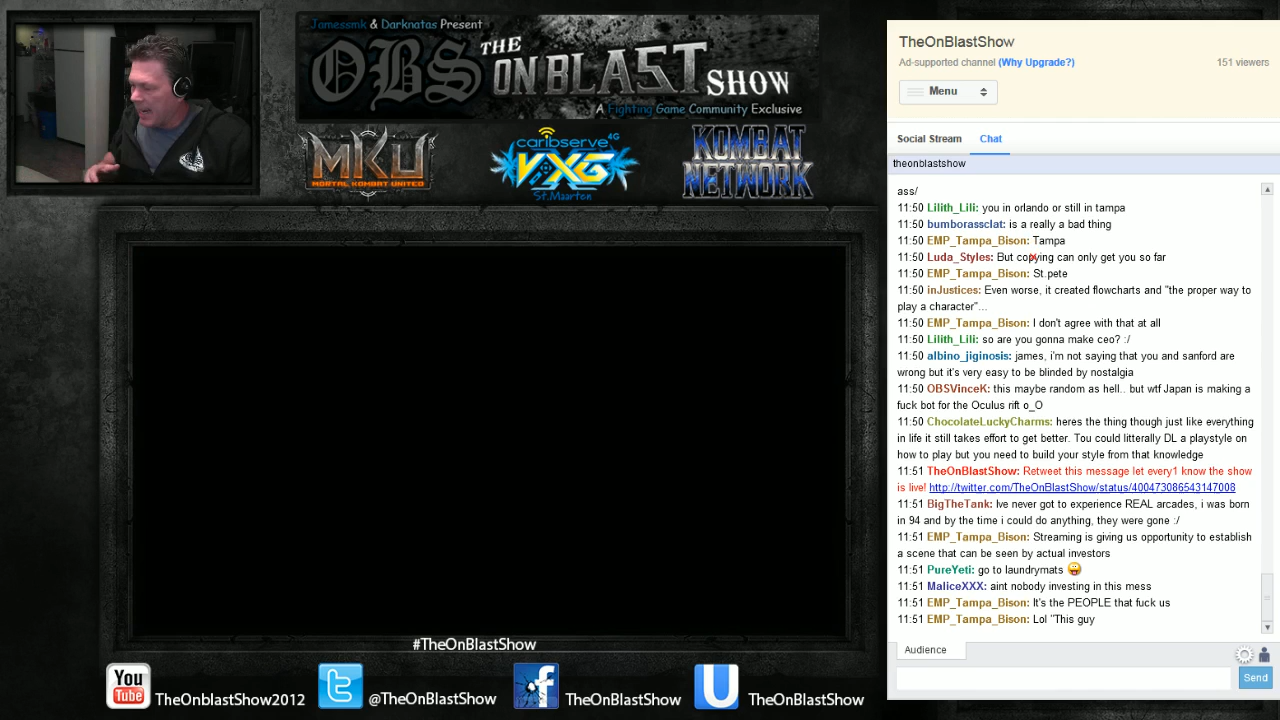 Jamessmk & Darknatas Present
OBS THE ON BLAST SHOW
A Fighting Game Community Exclusive
MKU
MORTAL KOMBAT UNITED
caribserve 4G
VXG
St.Maarten
KOMBAT
NETWORK
#TheOnBlastShow
You
Tube
TheOnblastShow2012
@TheOnBlastShow
TheOnBlastShow
TheOnBlastShow
TheOnBlastShow
Ad-supported channel (Why Upgrade?)
151 viewers
Menu
Social Stream
Chat
theonblastshow
ass/
11:50 Lilith_Lili: you in orlando or still in tampa
11:50 bumborassclat: is a really a bad thing
11:50 EMP_Tampa_Bison: Tampa
11:50 Luda_Styles: But copying can only get you so far
11:50 EMP_Tampa_Bison: St.pete
11:50 inJustices: Even worse, it created flowcharts and "the proper way to
play a character"...
11:50 EMP_Tampa_Bison: I don't agree with that at all
11:50 Lilith_Lili: so are you gonna make ceo? :/
11:50 albino_jiginosis: james, i'm not saying that you and sanford are
wrong but it's very easy to be blinded by nostalgia
11:50 OBSVinceK: this maybe random as hell.. but wtf Japan is making a
fuck bot for the Oculus rift o_O
11:50 ChocolateLuckyCharms: heres the thing though just like everything
in life it still takes effort to get better. Tou could litterally DL a playstyle on
how to play but you need to build your style from that knowledge
11:51 TheOnBlastShow: Retweet this message let every1 know the show
is live! http://twitter.com/TheOnBlastShow/status/400473086543147008
11:51 BigTheTank: Ive never got to experience REAL arcades, i was born
in 94 and by the time i could do anything, they were gone :/
11:51 EMP_Tampa_Bison: Streaming is giving us opportunity to establish
a scene that can be seen by actual investors
11:51 PureYeti: go to laundrymats
11:51 MaliceXXX: aint nobody investing in this mess
11:51 EMP_Tampa_Bison: It's the PEOPLE that fuck us
11:51 EMP_Tampa_Bison: Lol "This guy
Audience
Send